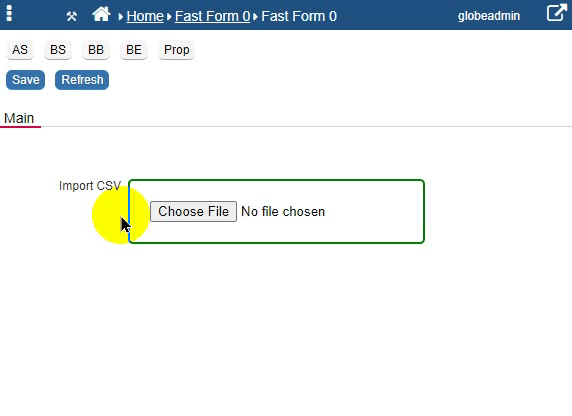 Home Fast Form 0 Fast Form 0 globeadmin
AS BS BB BE Prop
Save Refresh
Main
Import CSV
Choose File No file chosen